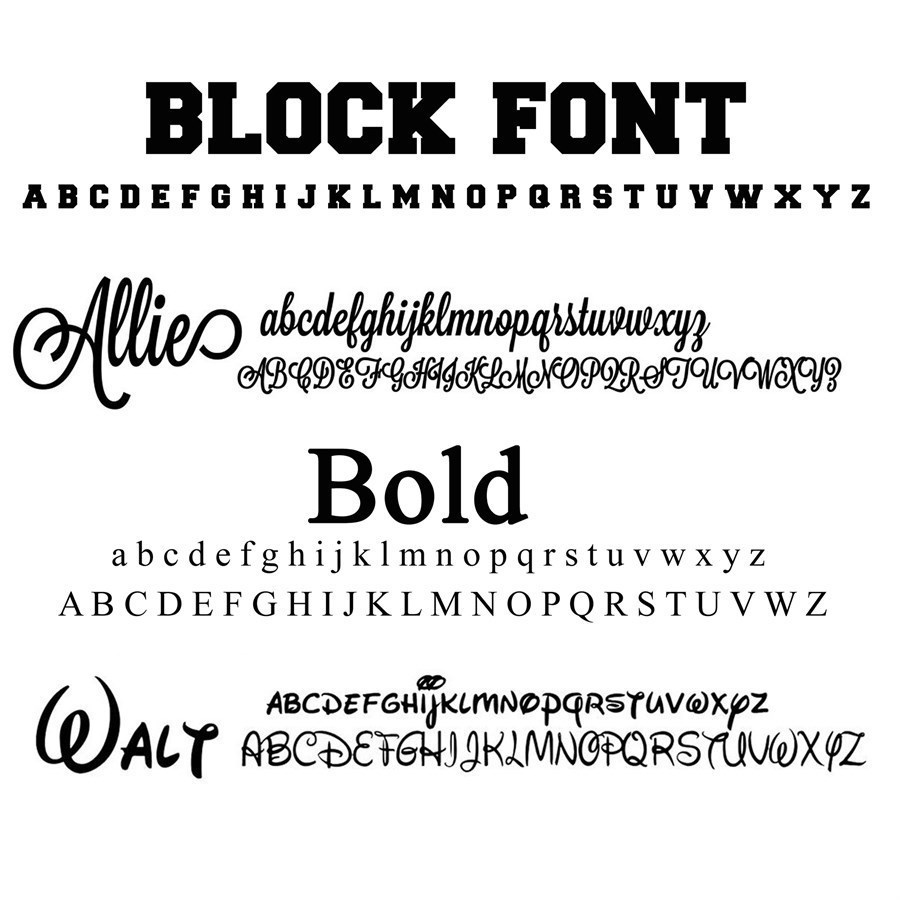 BLOCK FONT
A B C D E F G H I J K L M N O P Q R S T U V W X Y Z
Allie
abcdefghijklmnopqrstuvwxyz
ABCDEFGHIJKLMNOPQRSTUVWXYZ
Bold
a b c d e f g h i j k l m n o p q r s t u v w x y z
A B C D E F G H I J K L M N O P Q R S T U V W Z
WALT
ABCDEFGHIJKLMNOPQRSTUVWXYZ
ABCDEFGHIJKLMNOPQRSTUVWXYZ